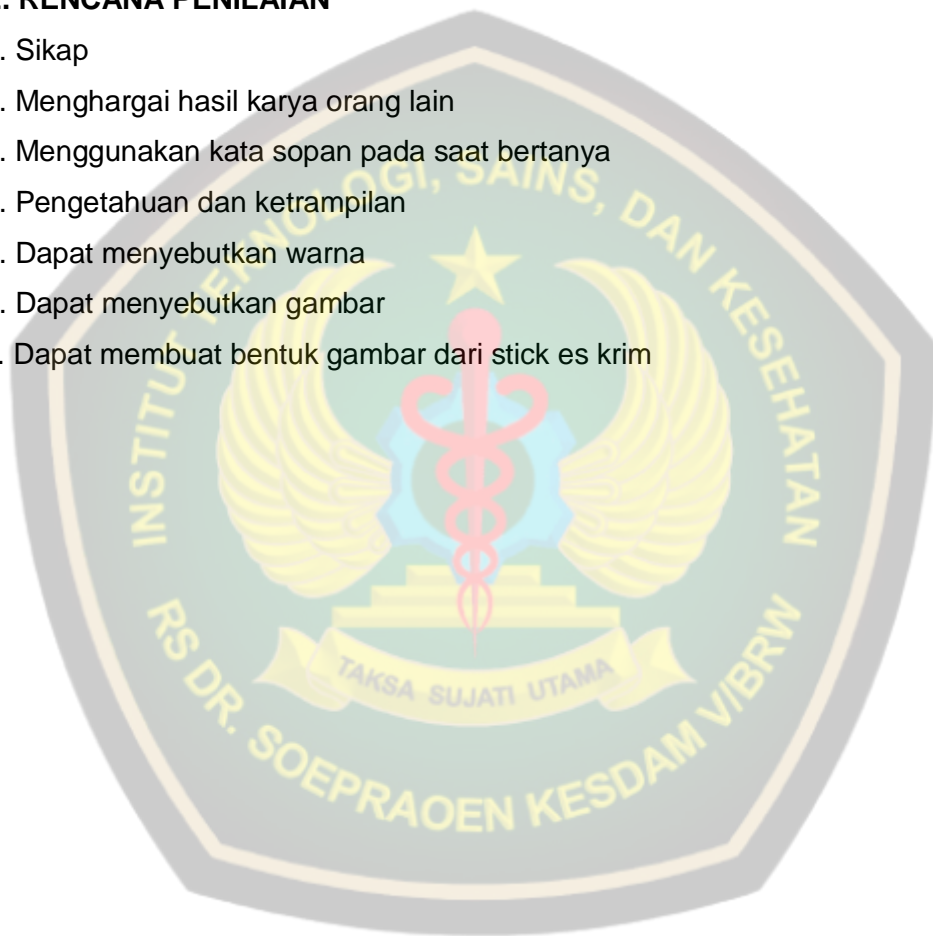 . RENCANA PENILAIAN
. Sikap
. Menghargai hasil karya orang lain
. Menggunakan kata sopan pada saat bertanya
. Pengetahuan dan ketrampilan
. Dapat menyebutkan warna
. Dapat menyebutkan gambar
. Dapat membuat bentuk gambar dari stick es krim
INSTITUT TEKNOLOGI, SAINS, DAN KESEHATAN
TAKSA SUJATI UTAMA
RS DR. SOEPRAOEN KESDAM V/BRW